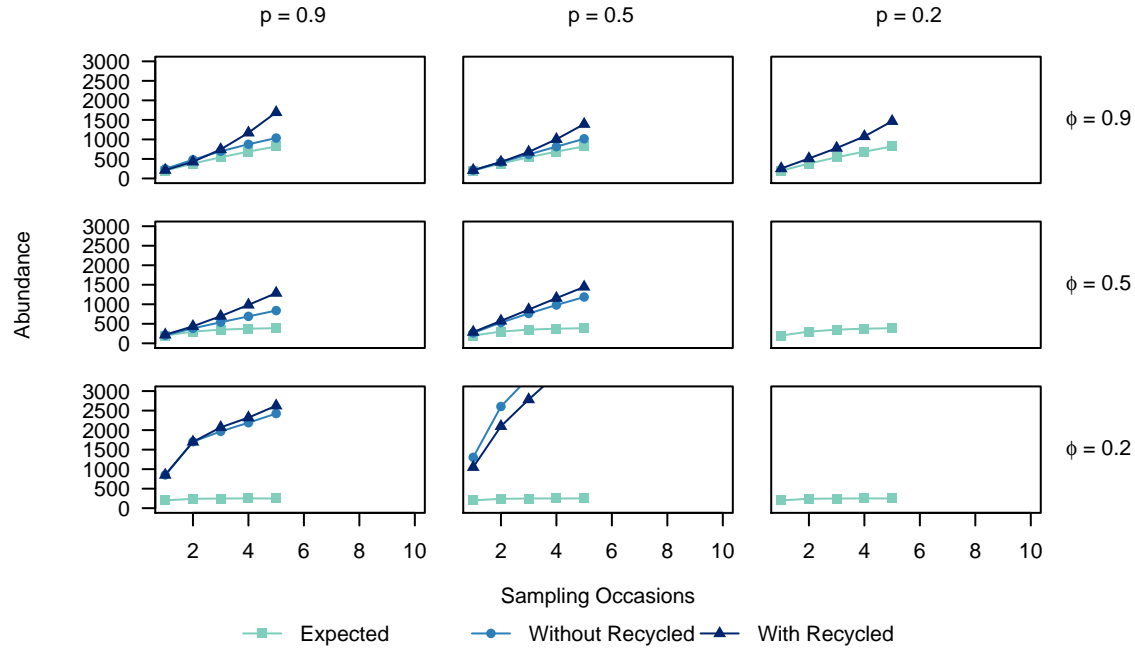 p = 0.9 p = 0.5 p = 0.2
3000
2500
2000
1500
1000
500
0
ϕ = 0.9
3000
2500
2000
1500
1000
500
0
ϕ = 0.5
Abundance
3000
2500
2000
1500
1000
500
0
ϕ = 0.2
2 4 6 8 10 2 4 6 8 10 2 4 6 8 10
Sampling Occasions
Expected Without Recycled With Recycled